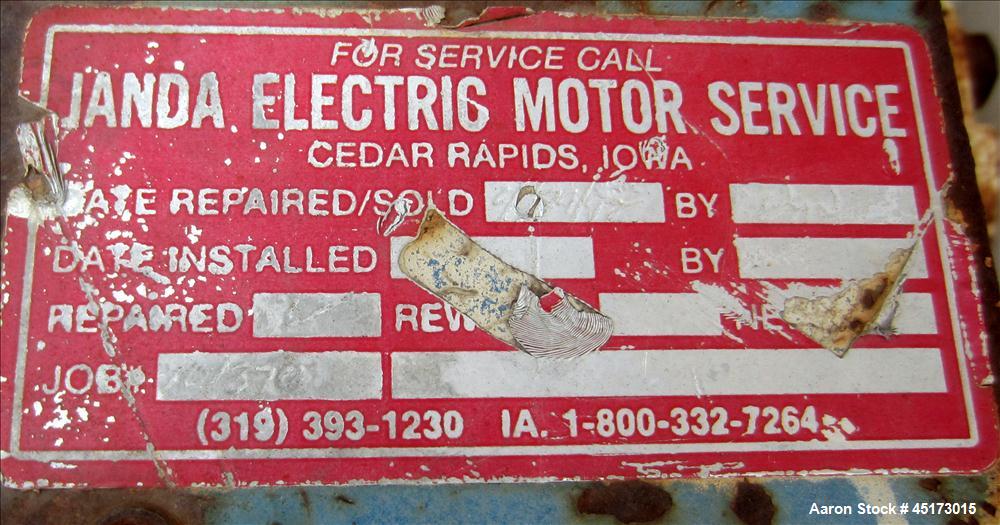 FOR SERVICE CALL
JANDA ELECTRIC MOTOR SERVICE
CEDAR RAPIDS, IOWA
DATE REPAIRED/SOLD BY
DATE INSTALLED BY
REPAIRED REW
JOB
(319) 393-1230 IA. 1-800-332-7264
Aaron Stock # 45173015